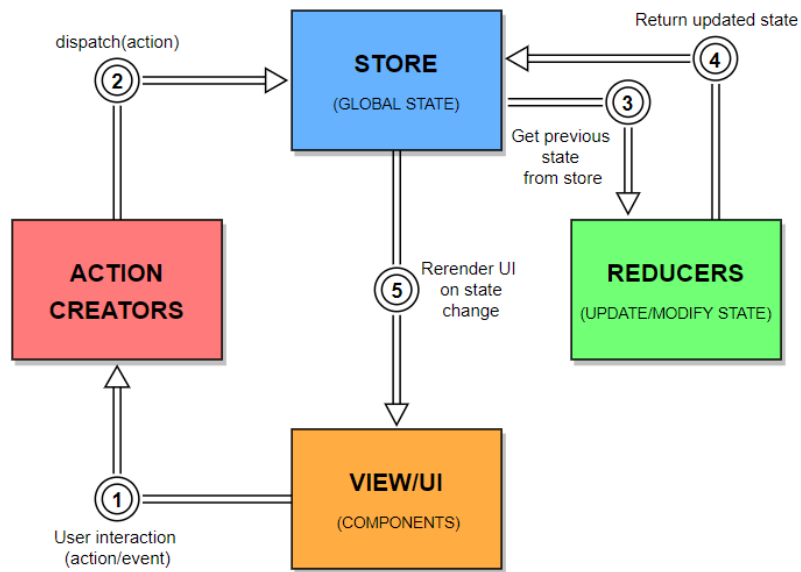 Return updated state
4
dispatch(action)
2
STORE
(GLOBAL STATE)
3
Get previous
state
from store
ACTION
CREATORS
REDUCERS
(UPDATE/MODIFY STATE)
5
Rerender UI
on state
change
VIEW/UI
(COMPONENTS)
1
User interaction
(action/event)